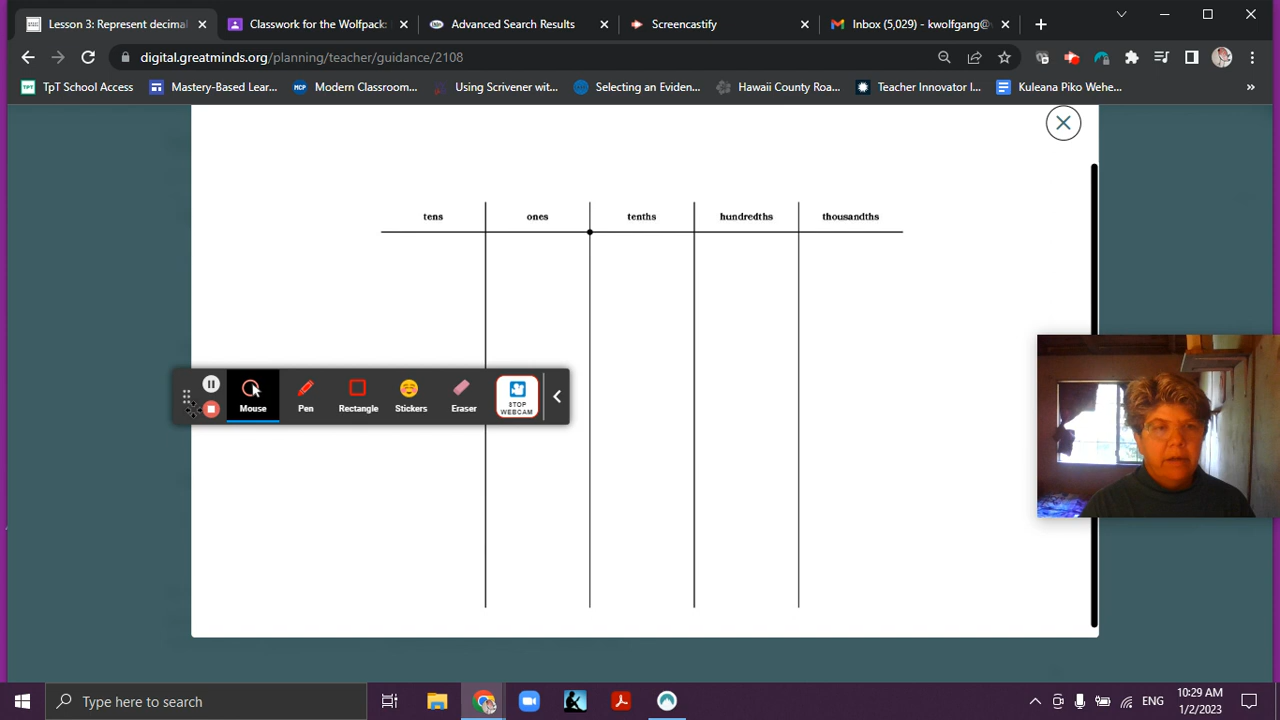 Lesson 3: Represent decimal
Classwork for the Wolfpack:
Advanced Search Results
Screencastify
Inbox (5,029) - kwolfgang@
digital.greatminds.org/planning/teacher/guidance/2108
TpT School Access
Mastery-Based Lear...
Modern Classroom...
Using Scrivener wit...
Selecting an Eviden...
Hawaii County Roa...
Teacher Innovator I...
Kuleana Piko Wehe...
»
tens ones tenths hundredths thousandths
Mouse Pen Rectangle Stickers Eraser STOP WEBCAM
Type here to search
ENG
10:29 AM
1/2/2023